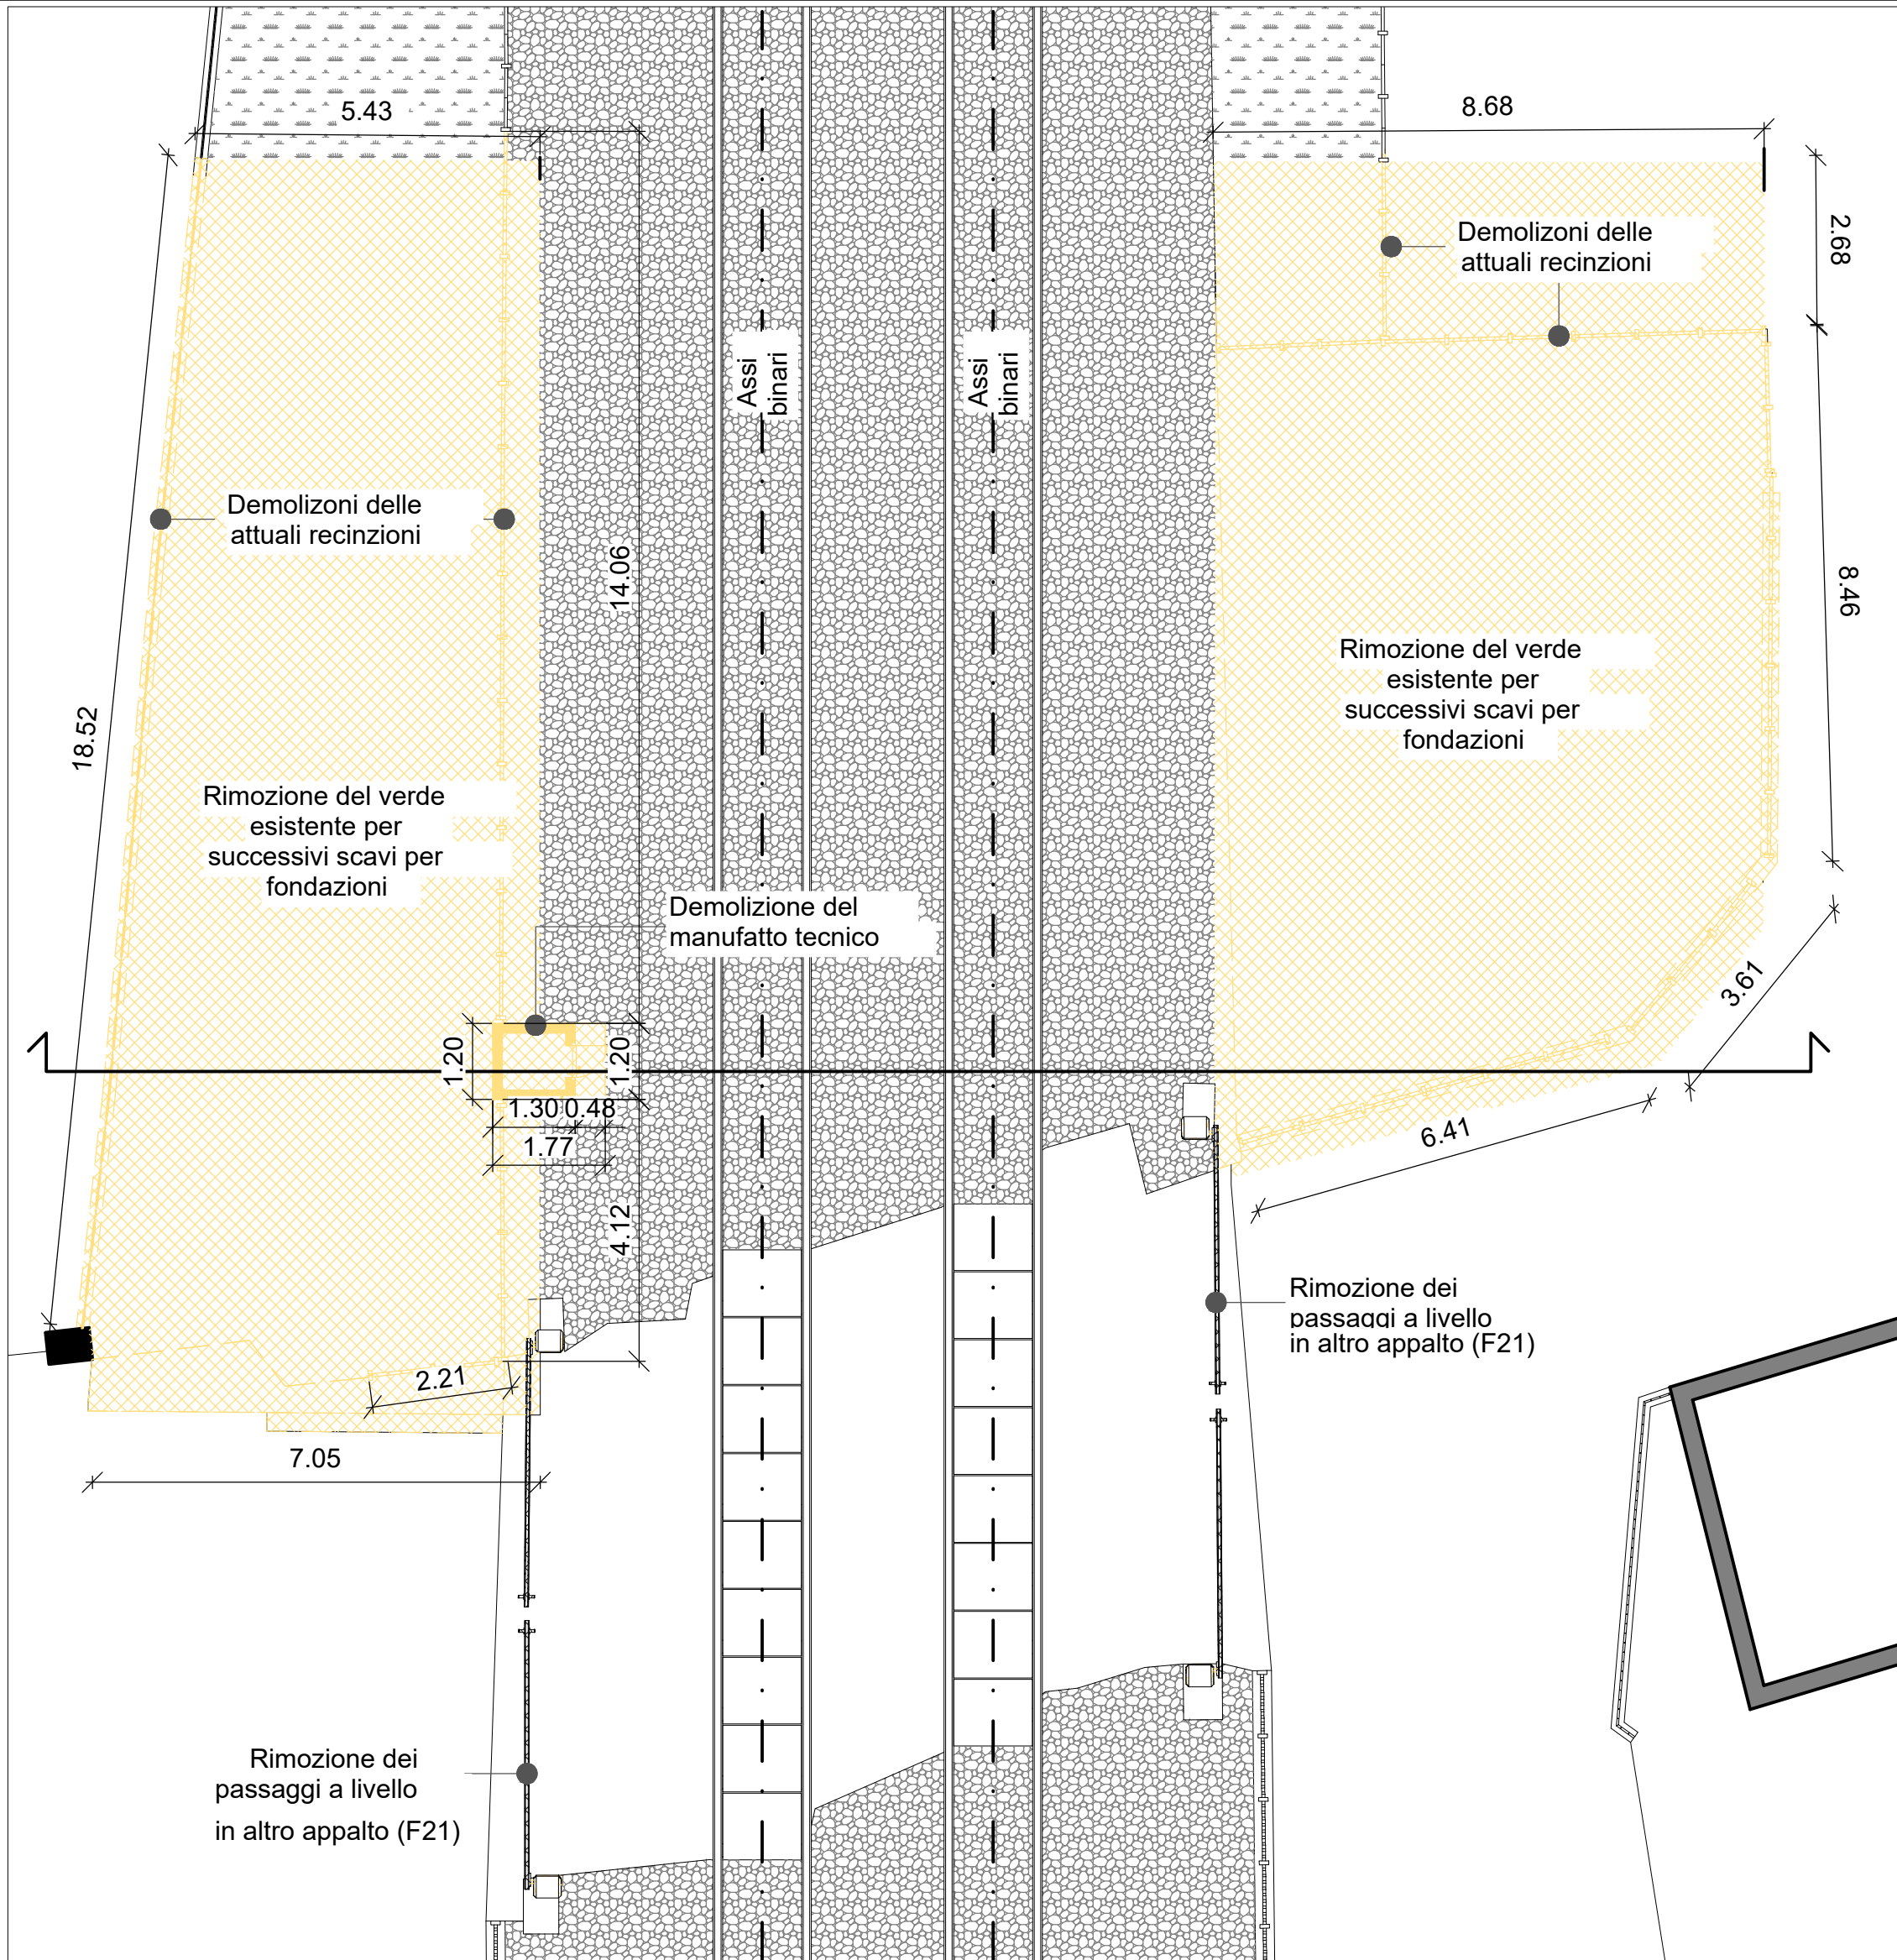 5.43
8.68
2.68
Demolizoni delle
attuali recinzioni
Assi
binari
Assi
binari
Demolizoni delle
attuali recinzioni
14.06
8.46
Rimozione del verde
esistente per
successivi scavi per
fondazioni
18.52
Rimozione del verde
esistente per
successivi scavi per
fondazioni
Demolizione del
manufatto tecnico
3.61
1.20
1.20
1.30
0.48
1.77
6.41
4.12
Rimozione dei
passaggi a livello
in altro appalto (F21)
2.21
7.05
Rimozione dei
passaggi a livello
in altro appalto (F21)